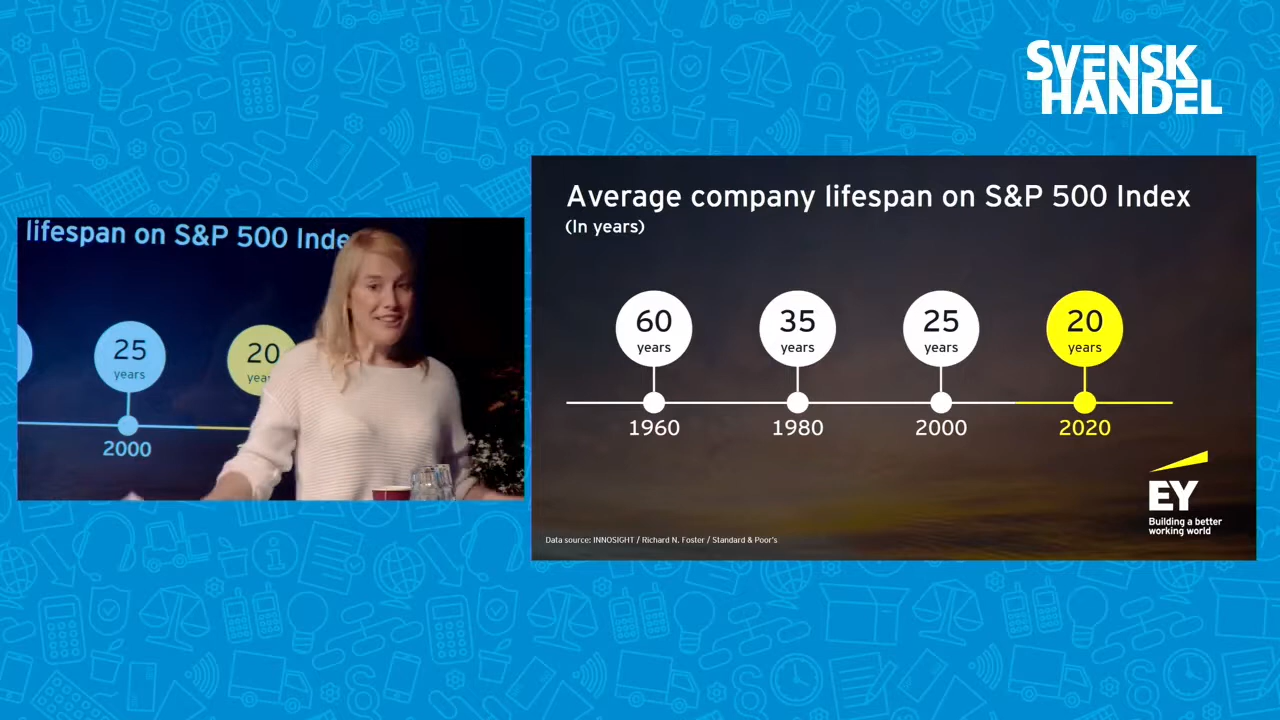 SVENSK
HANDEL
lifespan on S&P 500 Inde
25
years
20
yea
2000
Average company lifespan on S&P 500 Index
(In years)
60
years
35
years
25
years
20
years
1960
1980
2000
2020
EY
Building a better
working world
Data source: INNOSIGHT / Richard N. Foster / Standard & Poor's